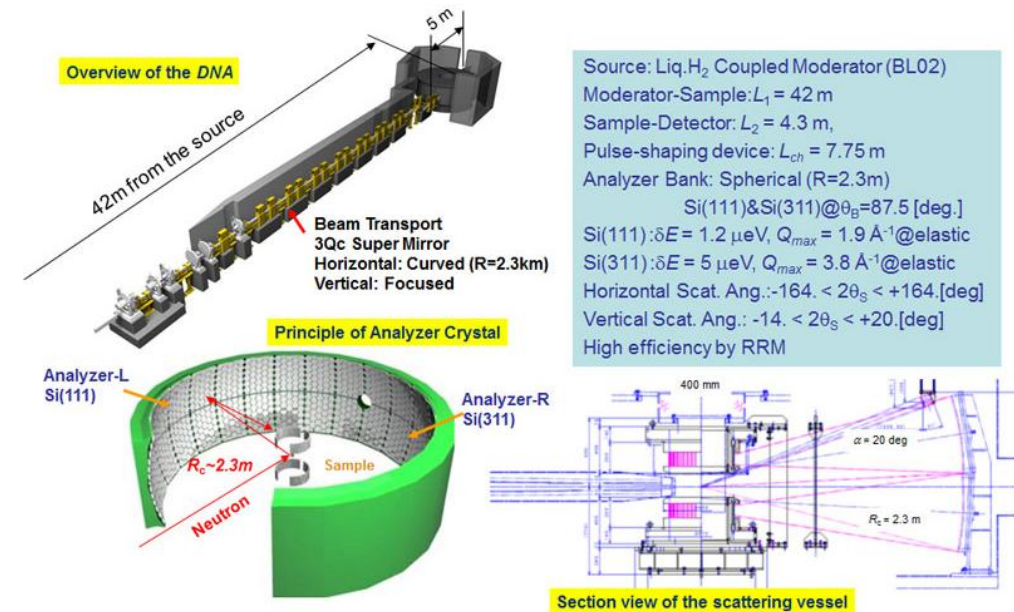 5 m
Overview of the DNA
42m from the source
Beam Transport
3Qc Super Mirror
Horizontal: Curved (R=2.3km)
Vertical: Focused
Source: Liq.H₂ Coupled Moderator (BL02)
Moderator-Sample:L₁ = 42 m
Sample-Detector: L₂ = 4.3 m,
Pulse-shaping device: Lch = 7.75 m
Analyzer Bank: Spherical (R=2.3m)
Si(111)&Si(311)@θB=87.5 [deg.]
Si(111):δE = 1.2 μeV, Qmax = 1.9 Å⁻¹@elastic
Si(311):δE = 5 μeV, Qmax = 3.8 Å⁻¹@elastic
Horizontal Scat. Ang.:-164. < 2θS < +164.[deg]
Vertical Scat. Ang.: -14. < 2θS < +20.[deg]
High efficiency by RRM
Principle of Analyzer Crystal
Analyzer-L
Si(111)
Analyzer-R
Si(311)
Rc~2.3m
Sample
Neutron
400 mm
α = 20 deg
Rc = 2.3 m
Section view of the scattering vessel